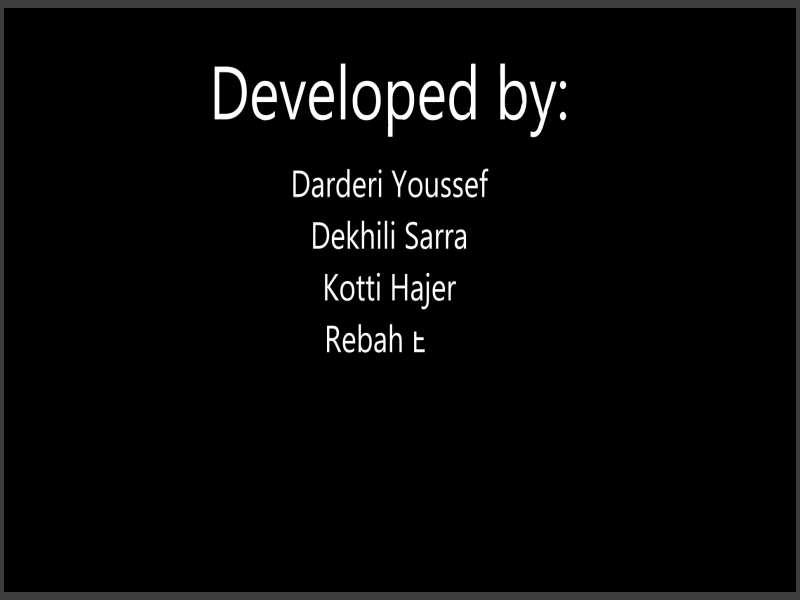 Developed by:
Darderi Youssef
Dekhili Sarra
Kotti Hajer
Rebah